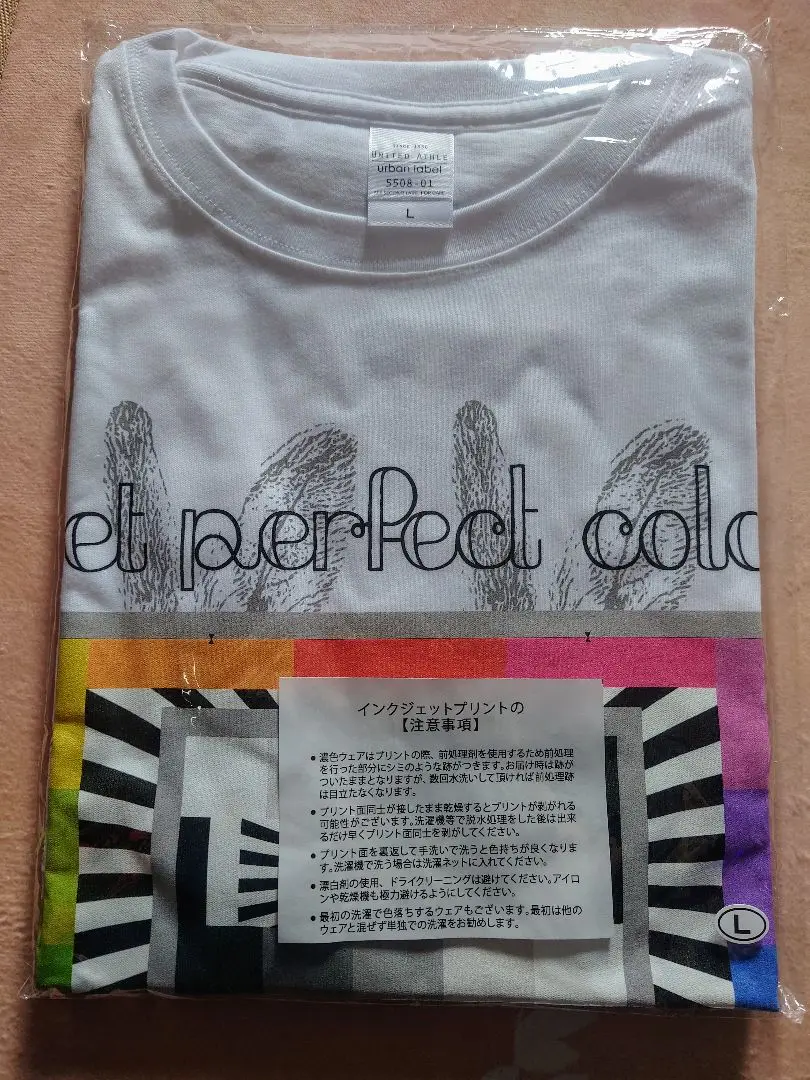 SINCE 1990
UNITED ATHLE
urban label
5508-01
L
et perfect colo
インクジェットプリントの
【注意事項】
● 濃色ウェアはプリントの際、前処理剤を使用するため前処理
を行った部分にシミのような跡がつきます。お届け時は跡が
ついたままとなりますが、数回水洗いして頂ければ前処理跡
は目立たなくなります。
● プリント面同士が接したまま乾燥するとプリントが剥がれる
可能性がございます。洗濯機等で脱水処理をした後は出来
るだけ早くプリント面同士を剥がしてください。
● プリント面を裏返して手洗いで洗うと色持ちが良くなりま
す。洗濯機で洗う場合は洗濯ネットに入れてください。
● 漂白剤の使用、ドライクリーニングは避けてください。アイロ
ンや乾燥機も極力避けるようにしてください。
● 最初の洗濯で色落ちするウェアもございます。最初は他の
ウェアと混ぜず単独での洗濯をお勧めします。
L